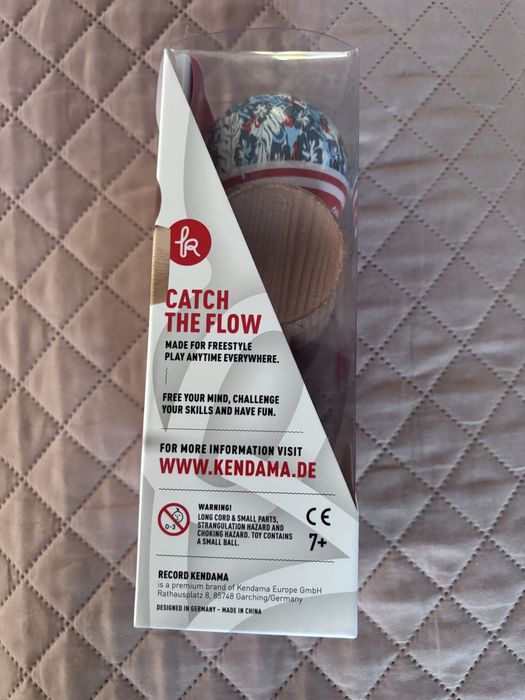 CATCH
THE FLOW
MADE FOR FREESTYLE
PLAY ANYTIME EVERYWHERE.
FREE YOUR MIND, CHALLENGE
YOUR SKILLS AND HAVE FUN.
FOR MORE INFORMATION VISIT
WWW.KENDAMA.DE
0-3
WARNING!
LONG CORD & SMALL PARTS,
STRANGULATION HAZARD AND
CHOKING HAZARD. TOY CONTAINS
A SMALL BALL.
CE
7+
RECORD KENDAMA
is a premium brand of Kendama Europe GmbH
Rathausplatz 8, 85748 Garching/Germany
DESIGNED IN GERMANY – MADE IN CHINA